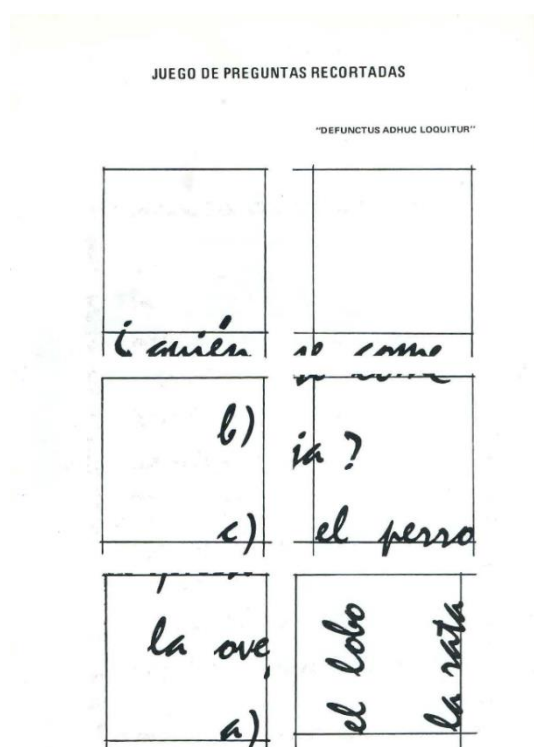 JUEGO DE PREGUNTAS RECORTADAS
"DEFUNCTUS ADHUC LOQUITUR"
¿ quién
se come
b)
c)
ja ?
el perro
la ove
a)
el lobo
la rata